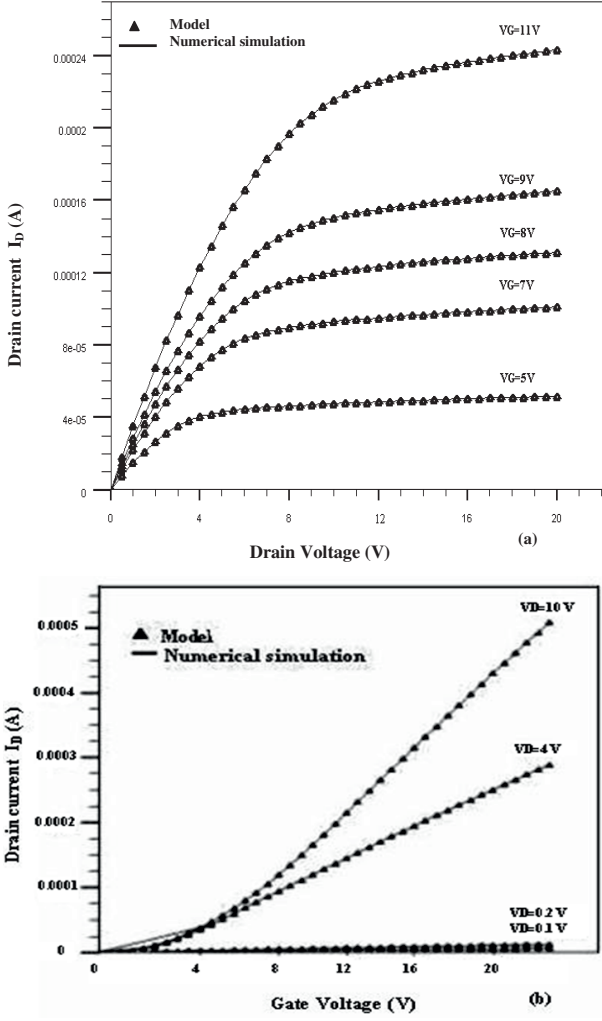 Model
Numerical simulation
VG=11V
VG=9V
VG=8V
VG=7V
VG=5V
0.00024
0.0002
0.00016
0.00012
8e-05
4e-05
0
0 4 8 12 16 20
Drain current I_D (A)
Drain Voltage (V)
(a)
Model
Numerical simulation
VD=10 V
VD=4 V
VD=0.2 V
VD=0.1 V
0.0005
0.0004
0.0003
0.0002
0.0001
0
0 4 8 12 16 20
Drain current I_D (A)
Gate Voltage (V)
(b)